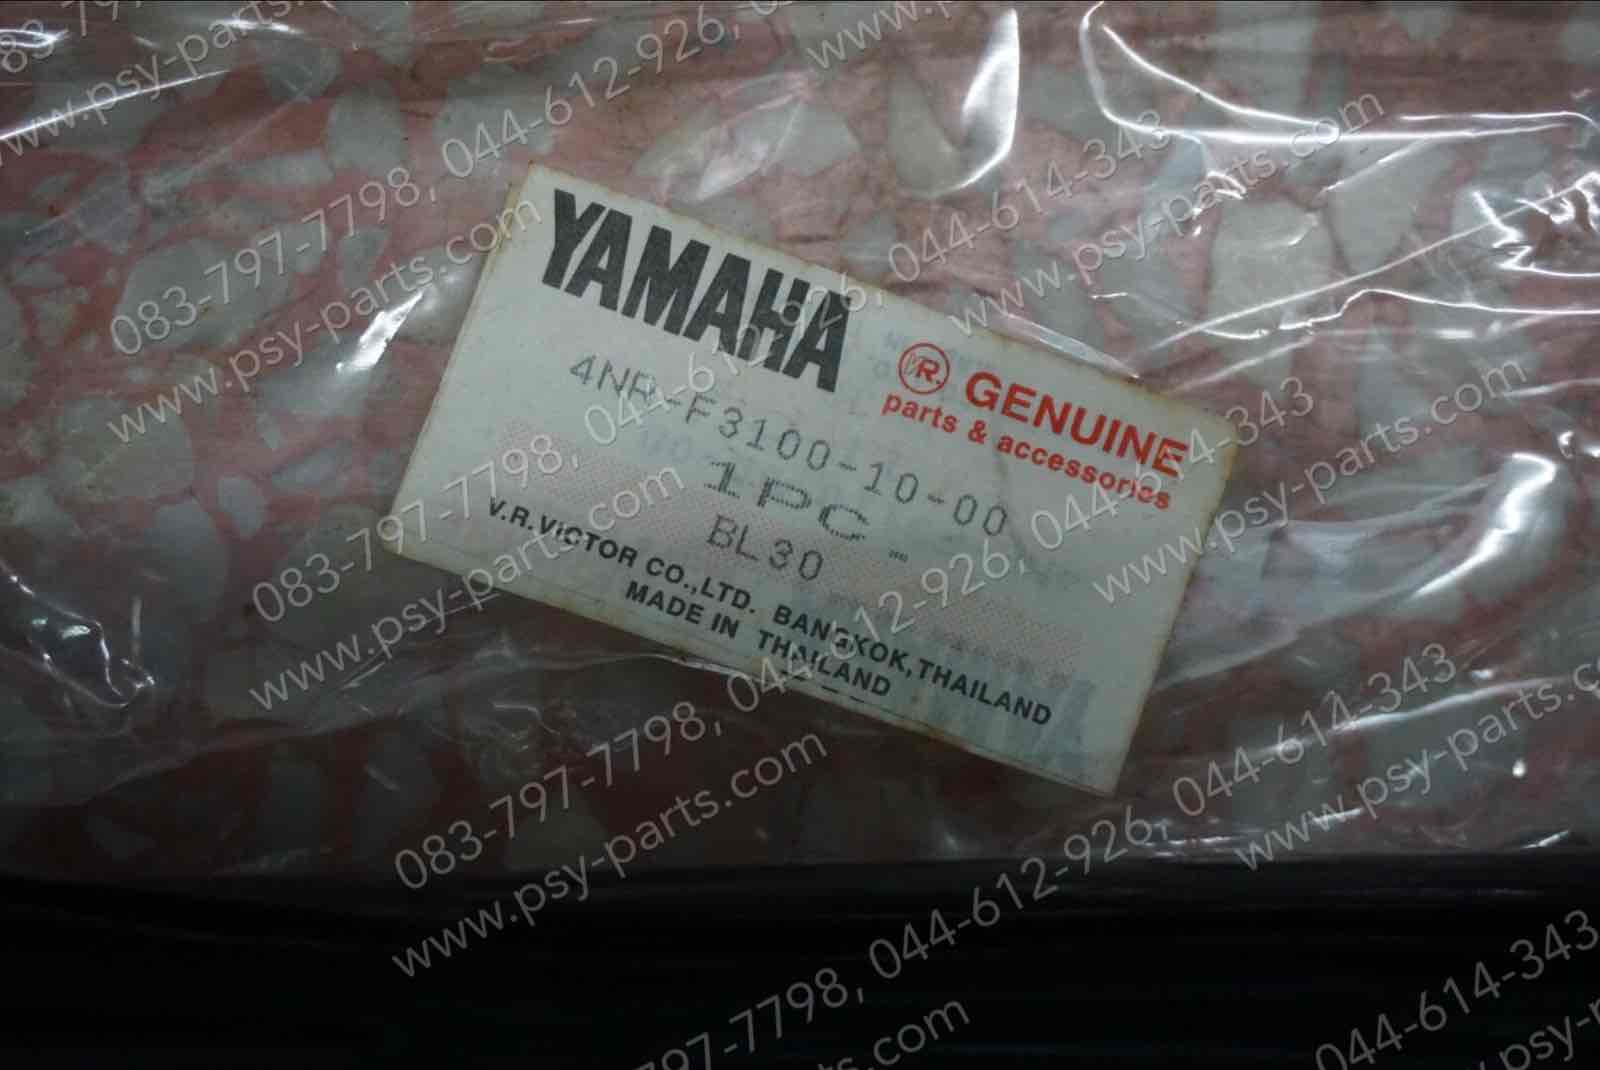 YAMAHA
VR. GENUINE
parts & accessories
4NR-F3100-10-00
1PC
BL30
V.R.VICTOR CO.,LTD. BANGKOK,THAILAND
MADE IN THAILAND
083-797-7798, 044-612-926, 044-614-343
www.psy-parts.com